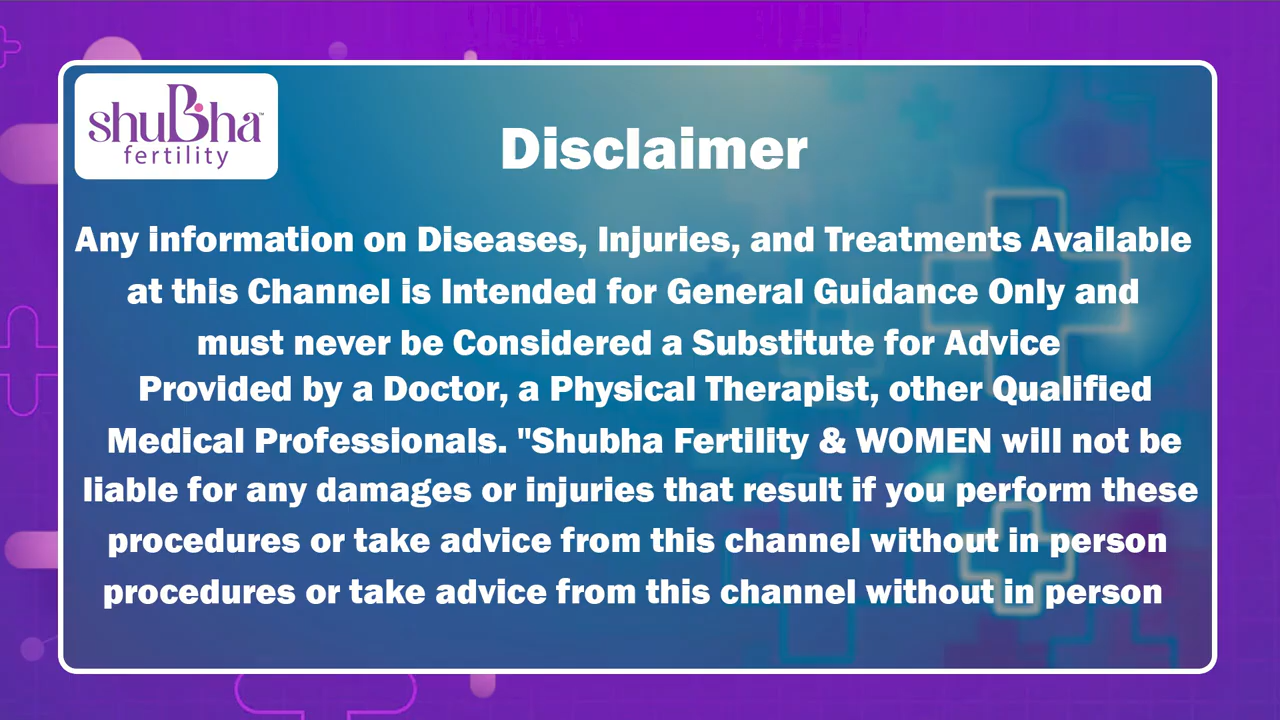 shuBha™
fertility
Disclaimer
Any information on Diseases, Injuries, and Treatments Available
at this Channel is Intended for General Guidance Only and
must never be Considered a Substitute for Advice
Provided by a Doctor, a Physical Therapist, other Qualified
Medical Professionals. "Shubha Fertility & WOMEN will not be
liable for any damages or injuries that result if you perform these
procedures or take advice from this channel without in person
procedures or take advice from this channel without in person